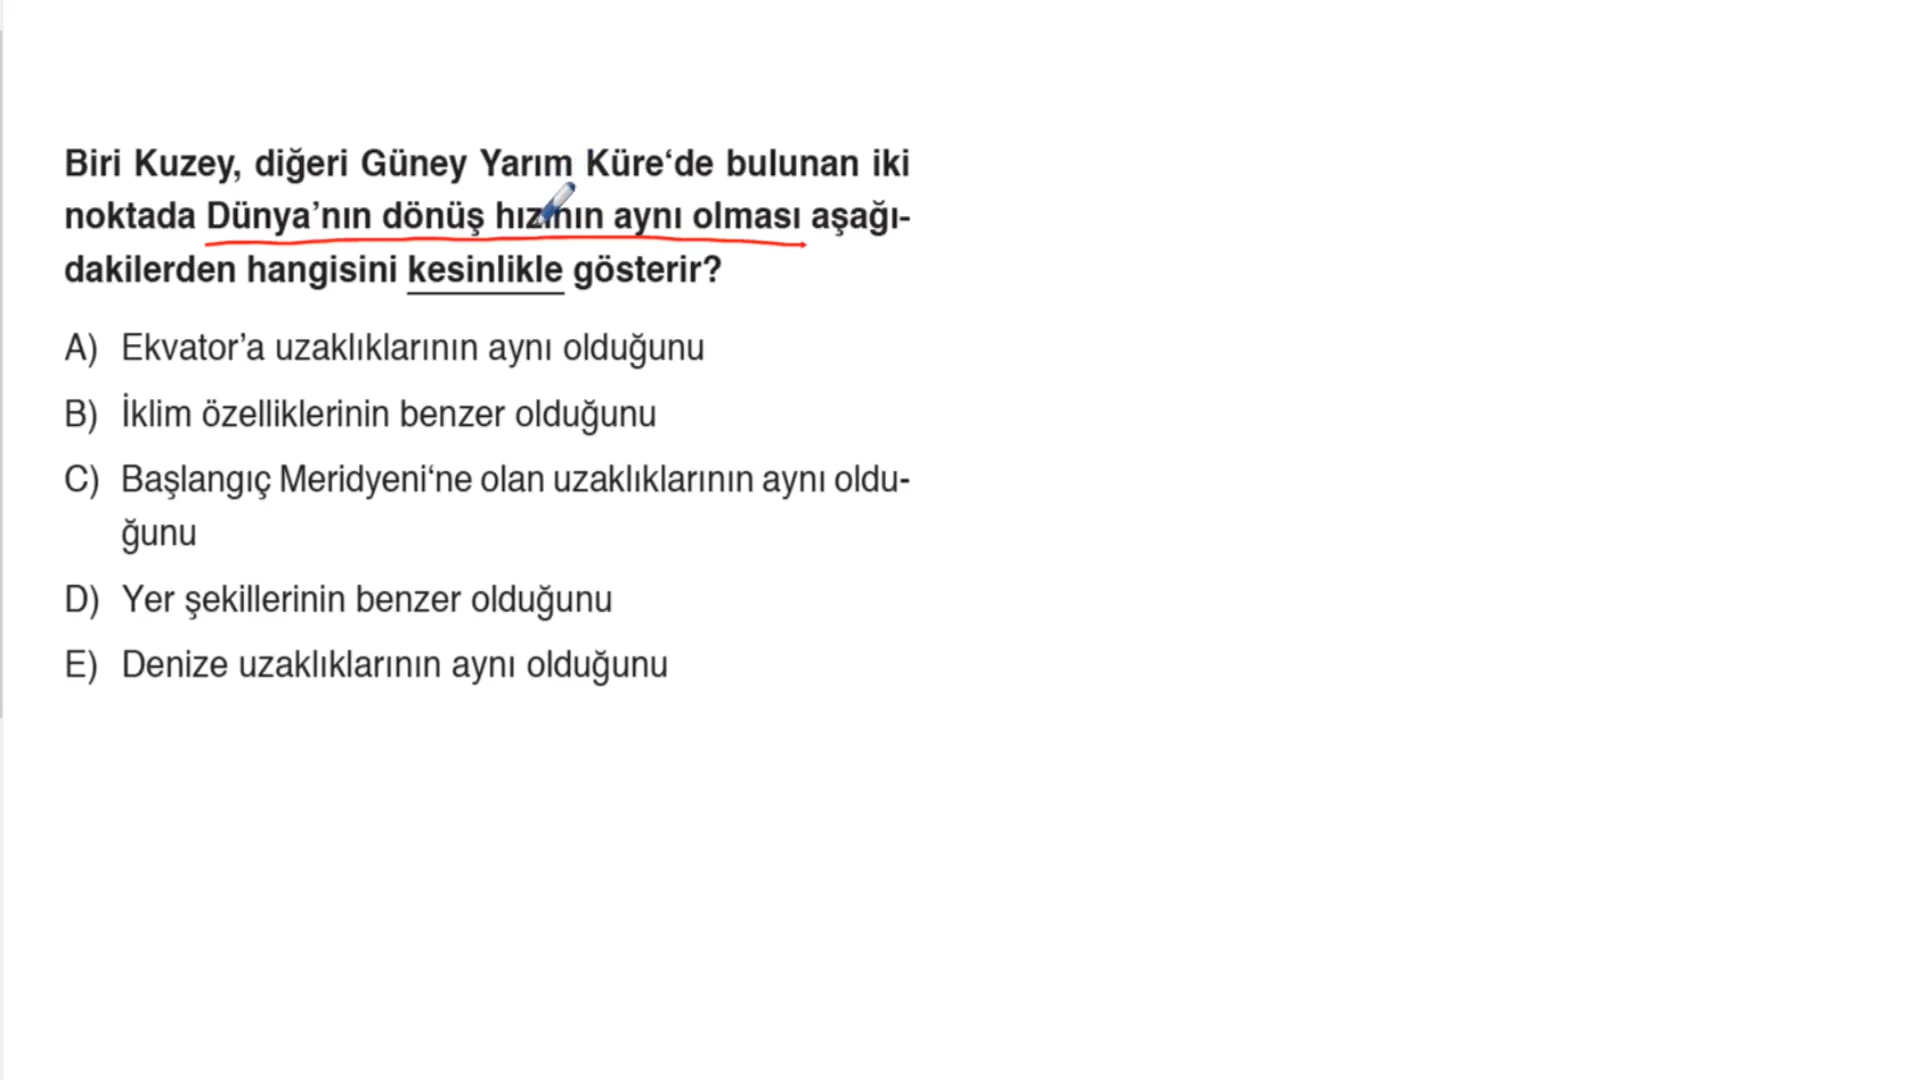 Biri Kuzey, diğeri Güney Yarım Küre‘de bulunan iki
noktada Dünya’nın dönüş hızının aynı olması aşağı-
dakilerden hangisini kesinlikle gösterir?
A) Ekvator’a uzaklıklarının aynı olduğunu
B) İklim özelliklerinin benzer olduğunu
C) Başlangıç Meridyeni‘ne olan uzaklıklarının aynı oldu-
ğunu
D) Yer şekillerinin benzer olduğunu
E) Denize uzaklıklarının aynı olduğunu